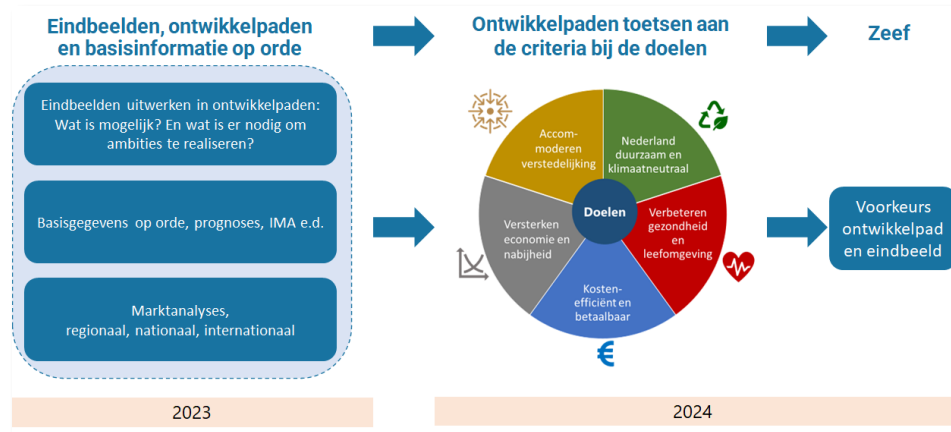 Eindbeelden, ontwikkelpaden
en basisinformatie op orde
Ontwikkelpaden toetsen aan
de criteria bij de doelen
Zeef
Eindbeelden uitwerken in ontwikkelpaden:
Wat is mogelijk? En wat is er nodig om
ambities te realiseren?
Basisgegevens op orde, prognoses, IMA e.d.
Marktanalyses,
regionaal, nationaal, internationaal
Accom-
moderen
verstedelijking
Nederland
duurzaam en
klimaatneutraal
Doelen
Versterken
economie en
nabijheid
Verbeteren
gezondheid
en
leefomgeving
Kosten-
efficiënt en
betaalbaar
€
Voorkeurs
ontwikkelpad
en eindbeeld
2023
2024